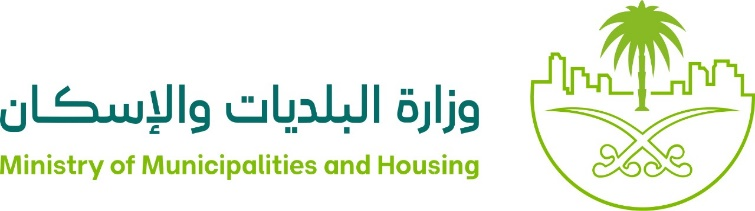 وزارة البلديات والإسكان
Ministry of Municipalities and Housing